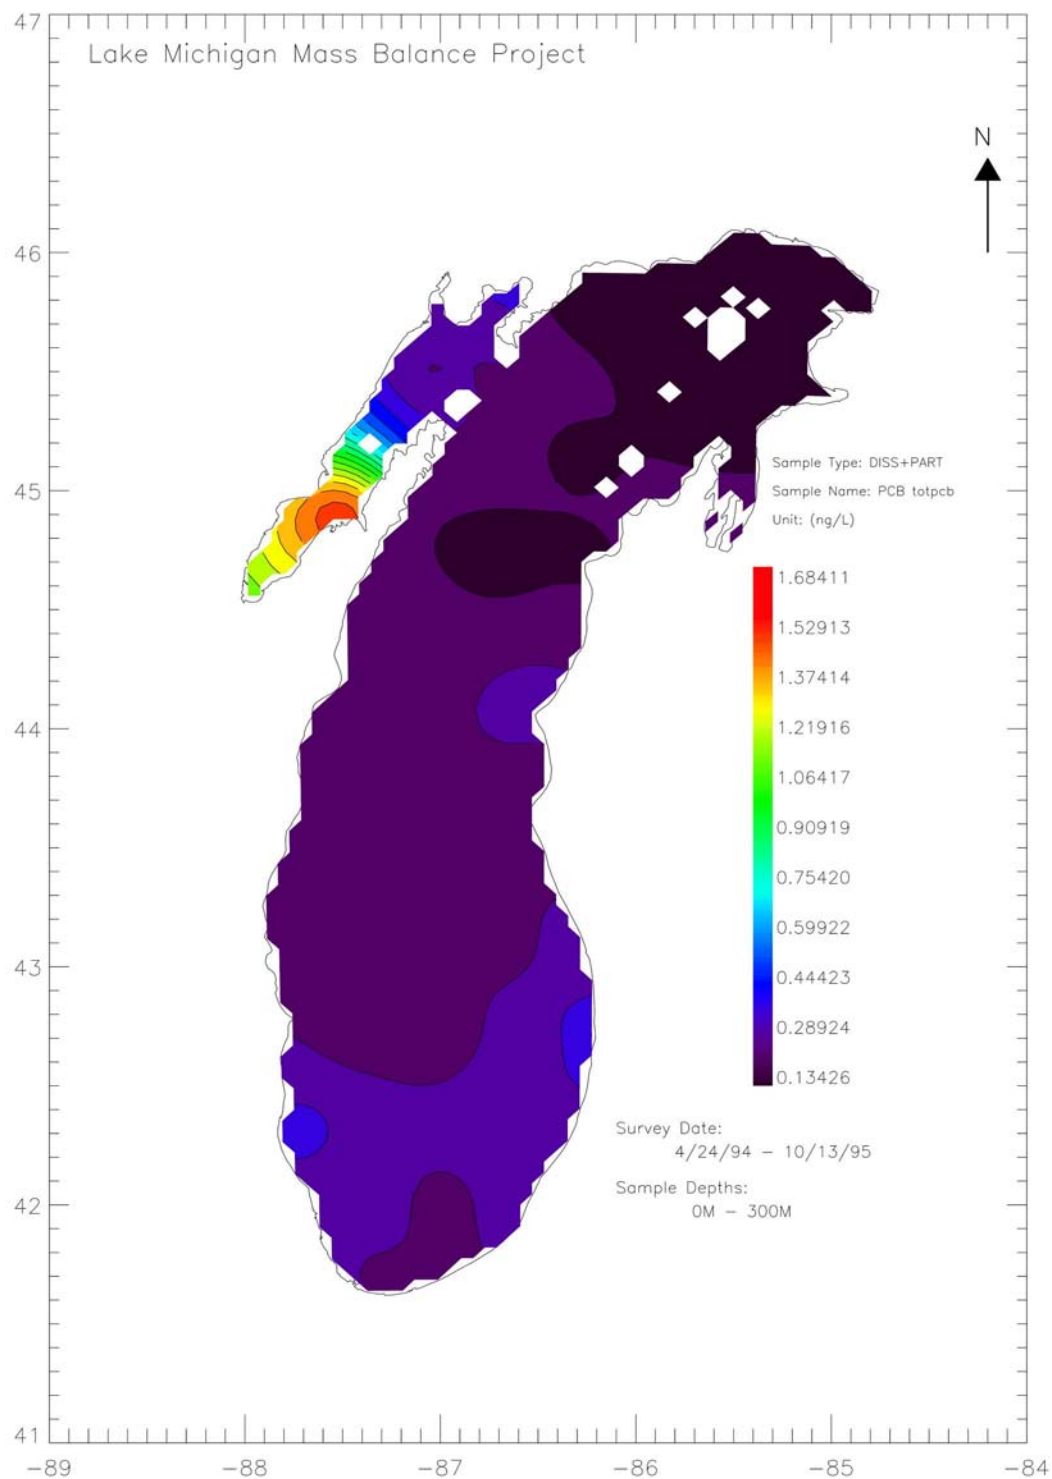 47
Lake Michigan Mass Balance Project
N
46
45
Sample Type: DISS+PART
Sample Name: PCB totpcb
Unit: (ng/L)
1.68411
1.52913
1.37414
1.21916
44
1.06417
0.90919
0.75420
0.59922
43
0.44423
0.28924
0.13426
Survey Date:
4/24/94 - 10/13/95
Sample Depths:
0M - 300M
42
41
-89 -88 -87 -86 -85 -84